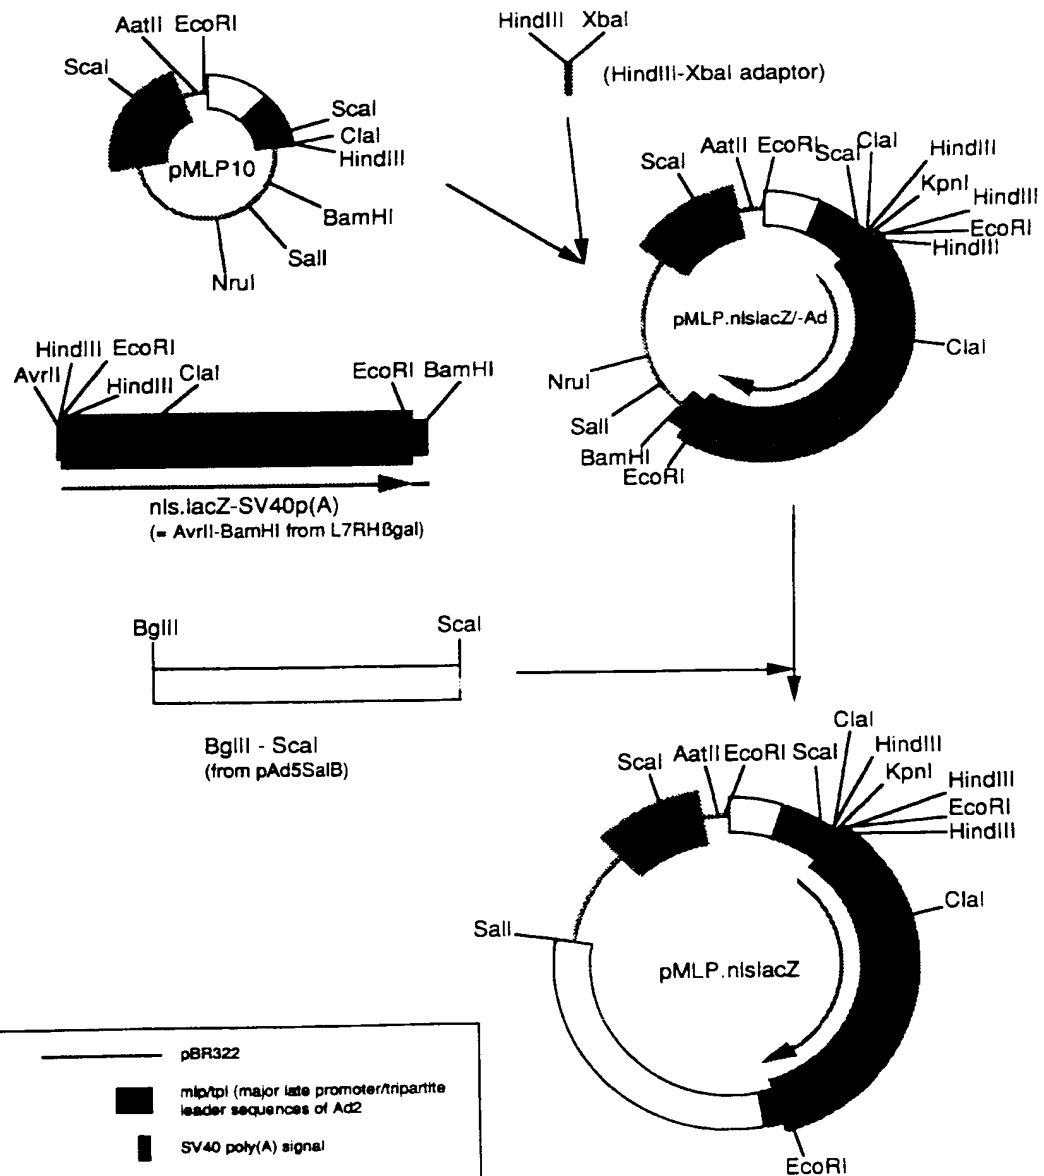 HindIII XbaI
(HindIII-XbaI adaptor)
AatII EcoRI
ScaI
ScaI
ClaI
HindIII
pMLP10
BamHI
SalI
NruI
ScaI
AatII
EcoRI
ScaI
ClaI
HindIII
KpnI
HindIII
EcoRI
HindIII
pMLP.nlslacZ/-Ad
ClaI
NruI
SalI
BamHI
EcoRI
HindIII EcoRI
AvrII
HindIII
ClaI
EcoRI BamHI
nls.lacZ-SV40p(A)
(= AvrII-BamHI from L7RHßgal)
BglII
ScaI
BglII - ScaI
(from pAd5SalB)
ScaI
AatII
EcoRI
ScaI
ClaI
HindIII
KpnI
HindIII
EcoRI
HindIII
ClaI
SalI
pMLP.nlslacZ
EcoRI
pBR322
mlp/tpl (major late promoter/tripartite
leader sequences of Ad2
SV40 poly(A) signal